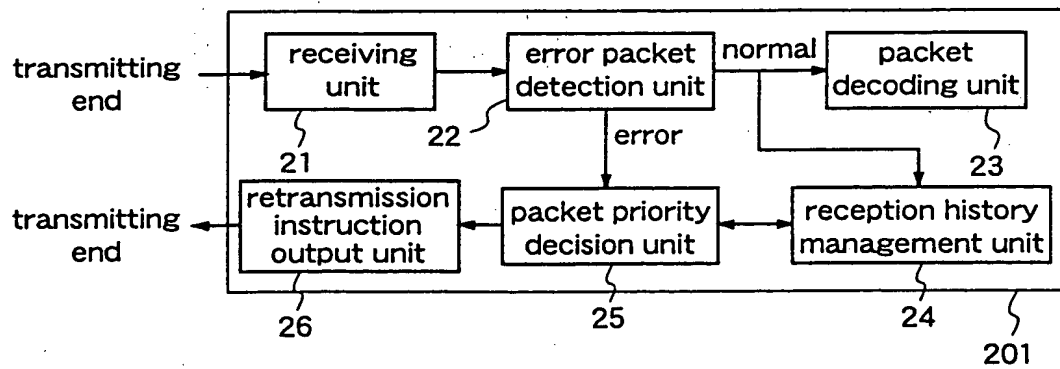 transmitting
end
receiving
unit
21
error packet
detection unit
22
normal
packet
decoding unit
23
error
transmitting
end
retransmission
instruction
output unit
26
packet priority
decision unit
25
reception history
management unit
24
201